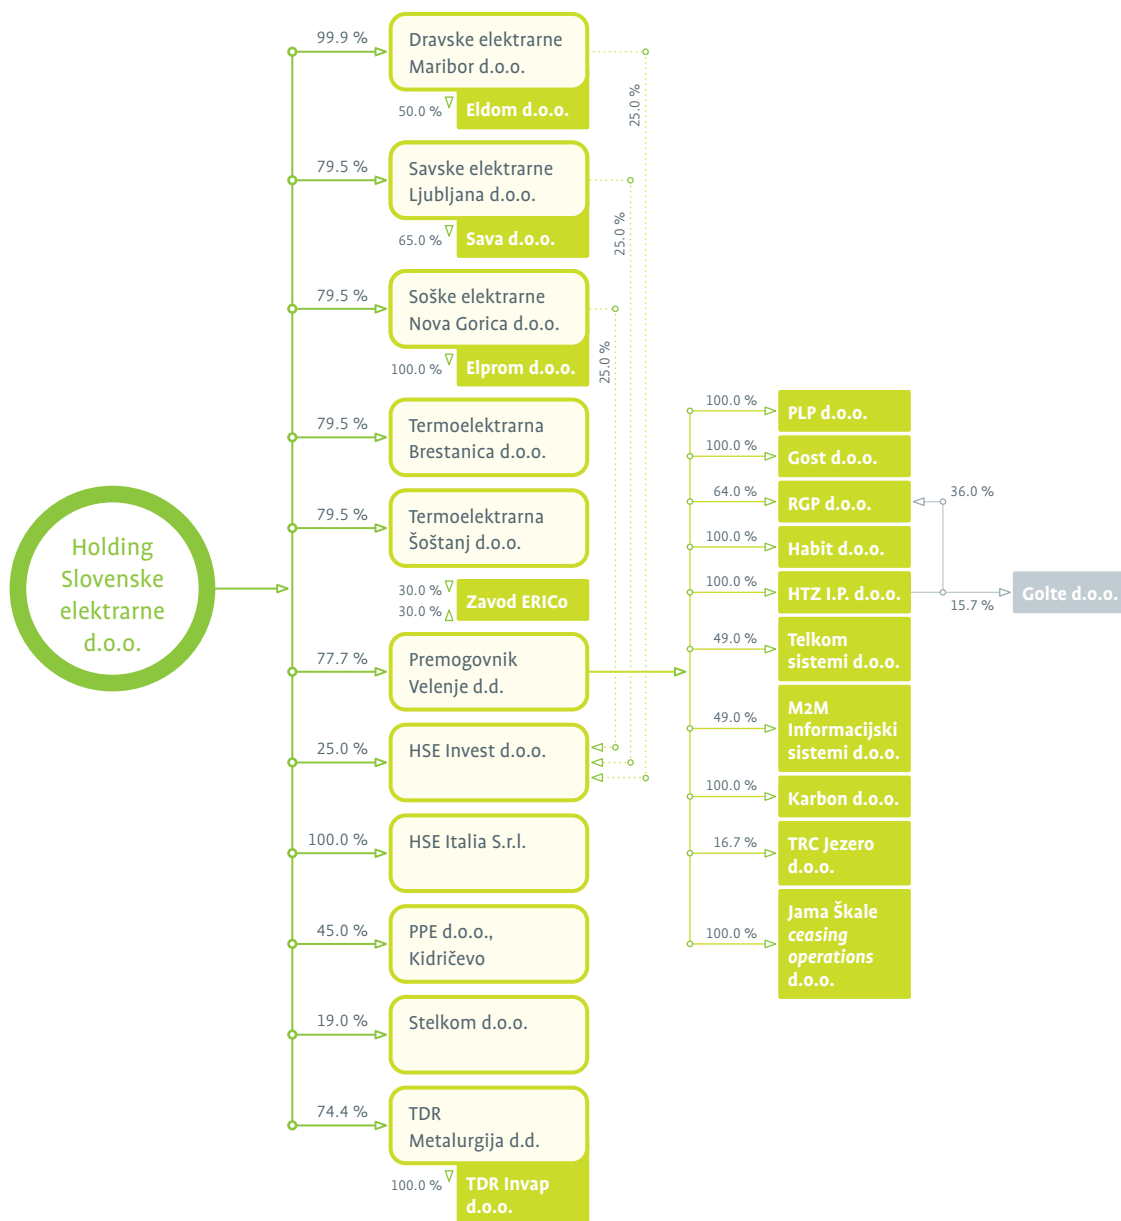 Holding
Slovenske
elektrarne
d.o.o.
99.9 %
Dravske elektrarne
Maribor d.o.o.
50.0 %
Eldom d.o.o.
25.0 %
79.5 %
Savske elektrarne
Ljubljana d.o.o.
65.0 %
Sava d.o.o.
25.0 %
79.5 %
Soške elektrarne
Nova Gorica d.o.o.
100.0 %
Elprom d.o.o.
25.0 %
79.5 %
Termoelektrarna
Brestanica d.o.o.
79.5 %
Termoelektrarna
Šoštanj d.o.o.
30.0 %
30.0 %
Zavod ERICo
77.7 %
Premogovnik
Velenje d.d.
25.0 %
HSE Invest d.o.o.
100.0 %
HSE Italia S.r.l.
45.0 %
PPE d.o.o.,
Kidričevo
19.0 %
Stelkom d.o.o.
74.4 %
TDR
Metalurgija d.d.
100.0 %
TDR Invap
d.o.o.
100.0 %
PLP d.o.o.
100.0 %
Gost d.o.o.
64.0 %
RGP d.o.o.
36.0 %
100.0 %
Habit d.o.o.
100.0 %
HTZ I.P. d.o.o.
15.7 %
Golte d.o.o.
49.0 %
Telkom
sistemi d.o.o.
49.0 %
M2M
Informacijski
sistemi d.o.o.
100.0 %
Karbon d.o.o.
16.7 %
TRC Jezero
d.o.o.
100.0 %
Jama Škale
ceasing
operations
d.o.o.